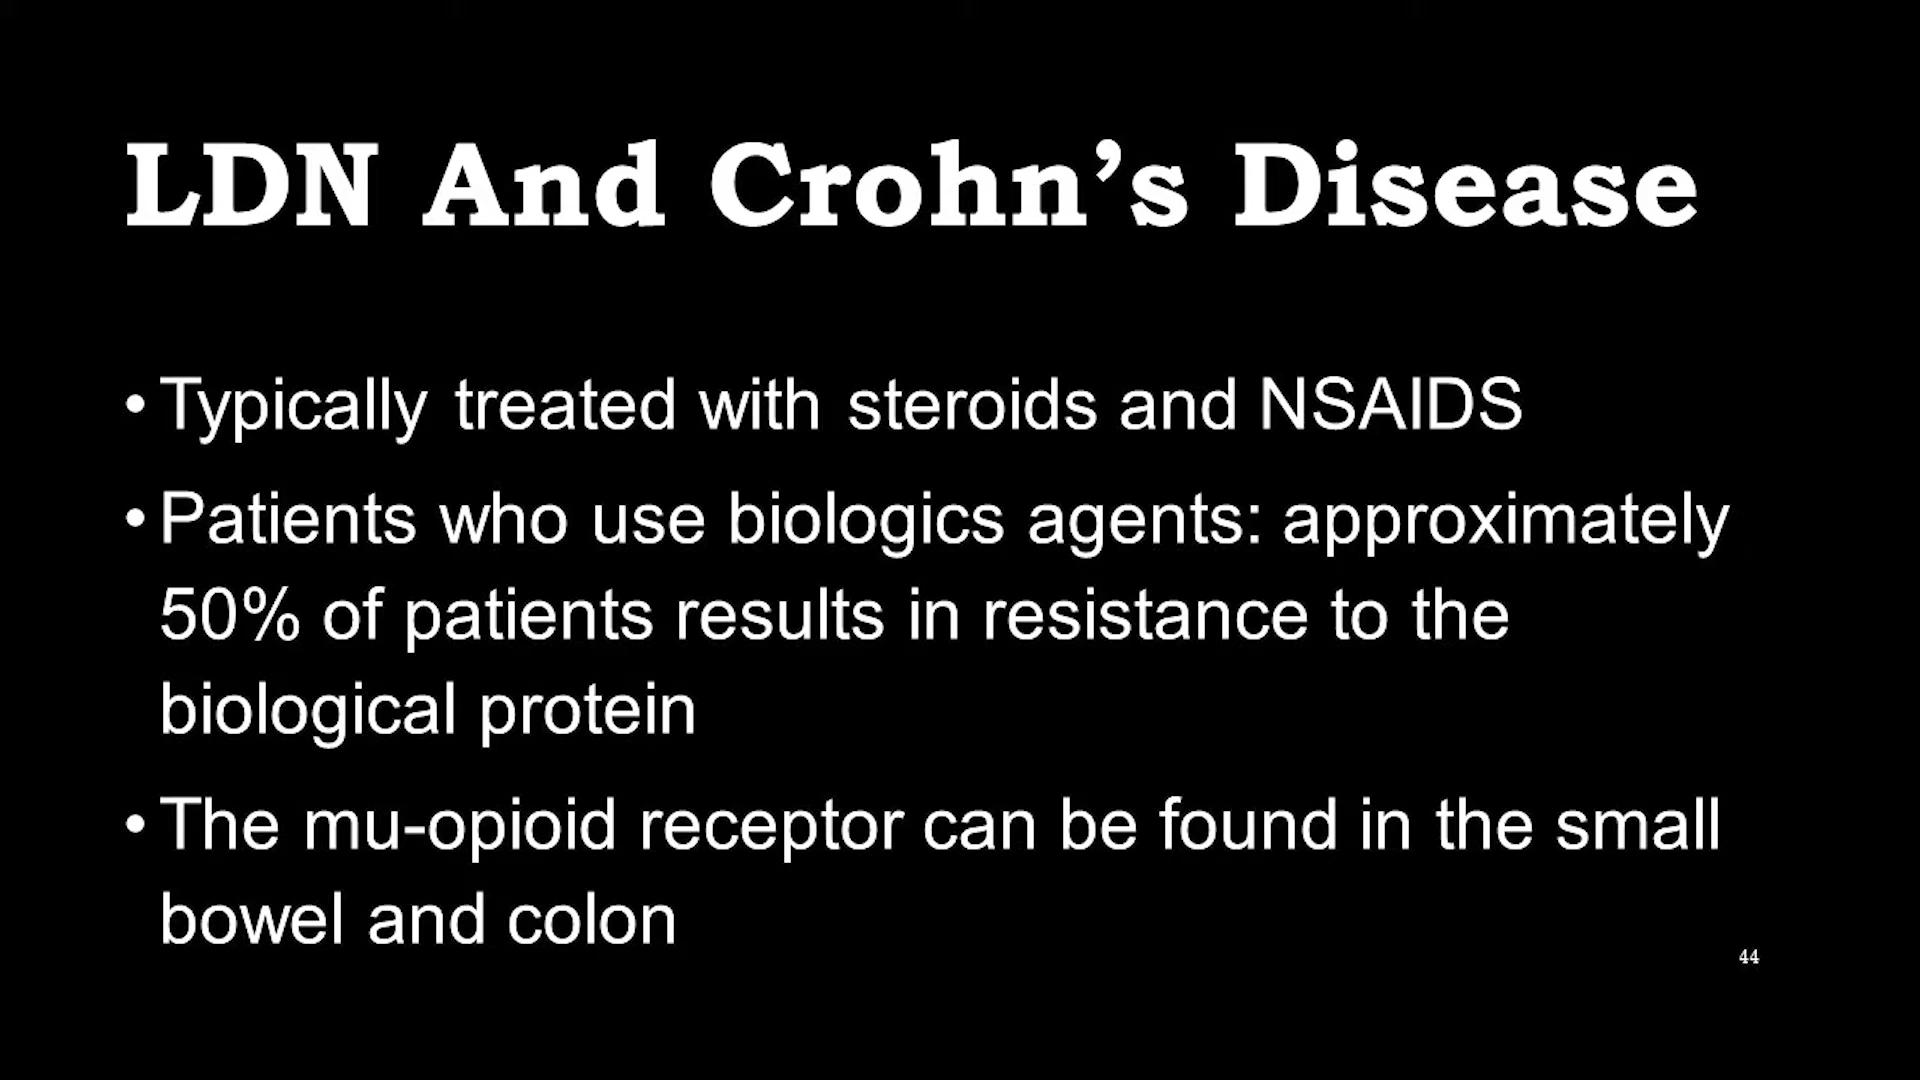 LDN And Crohn’s Disease
• Typically treated with steroids and NSAIDS
• Patients who use biologics agents: approximately
50% of patients results in resistance to the
biological protein
• The mu-opioid receptor can be found in the small
bowel and colon
44